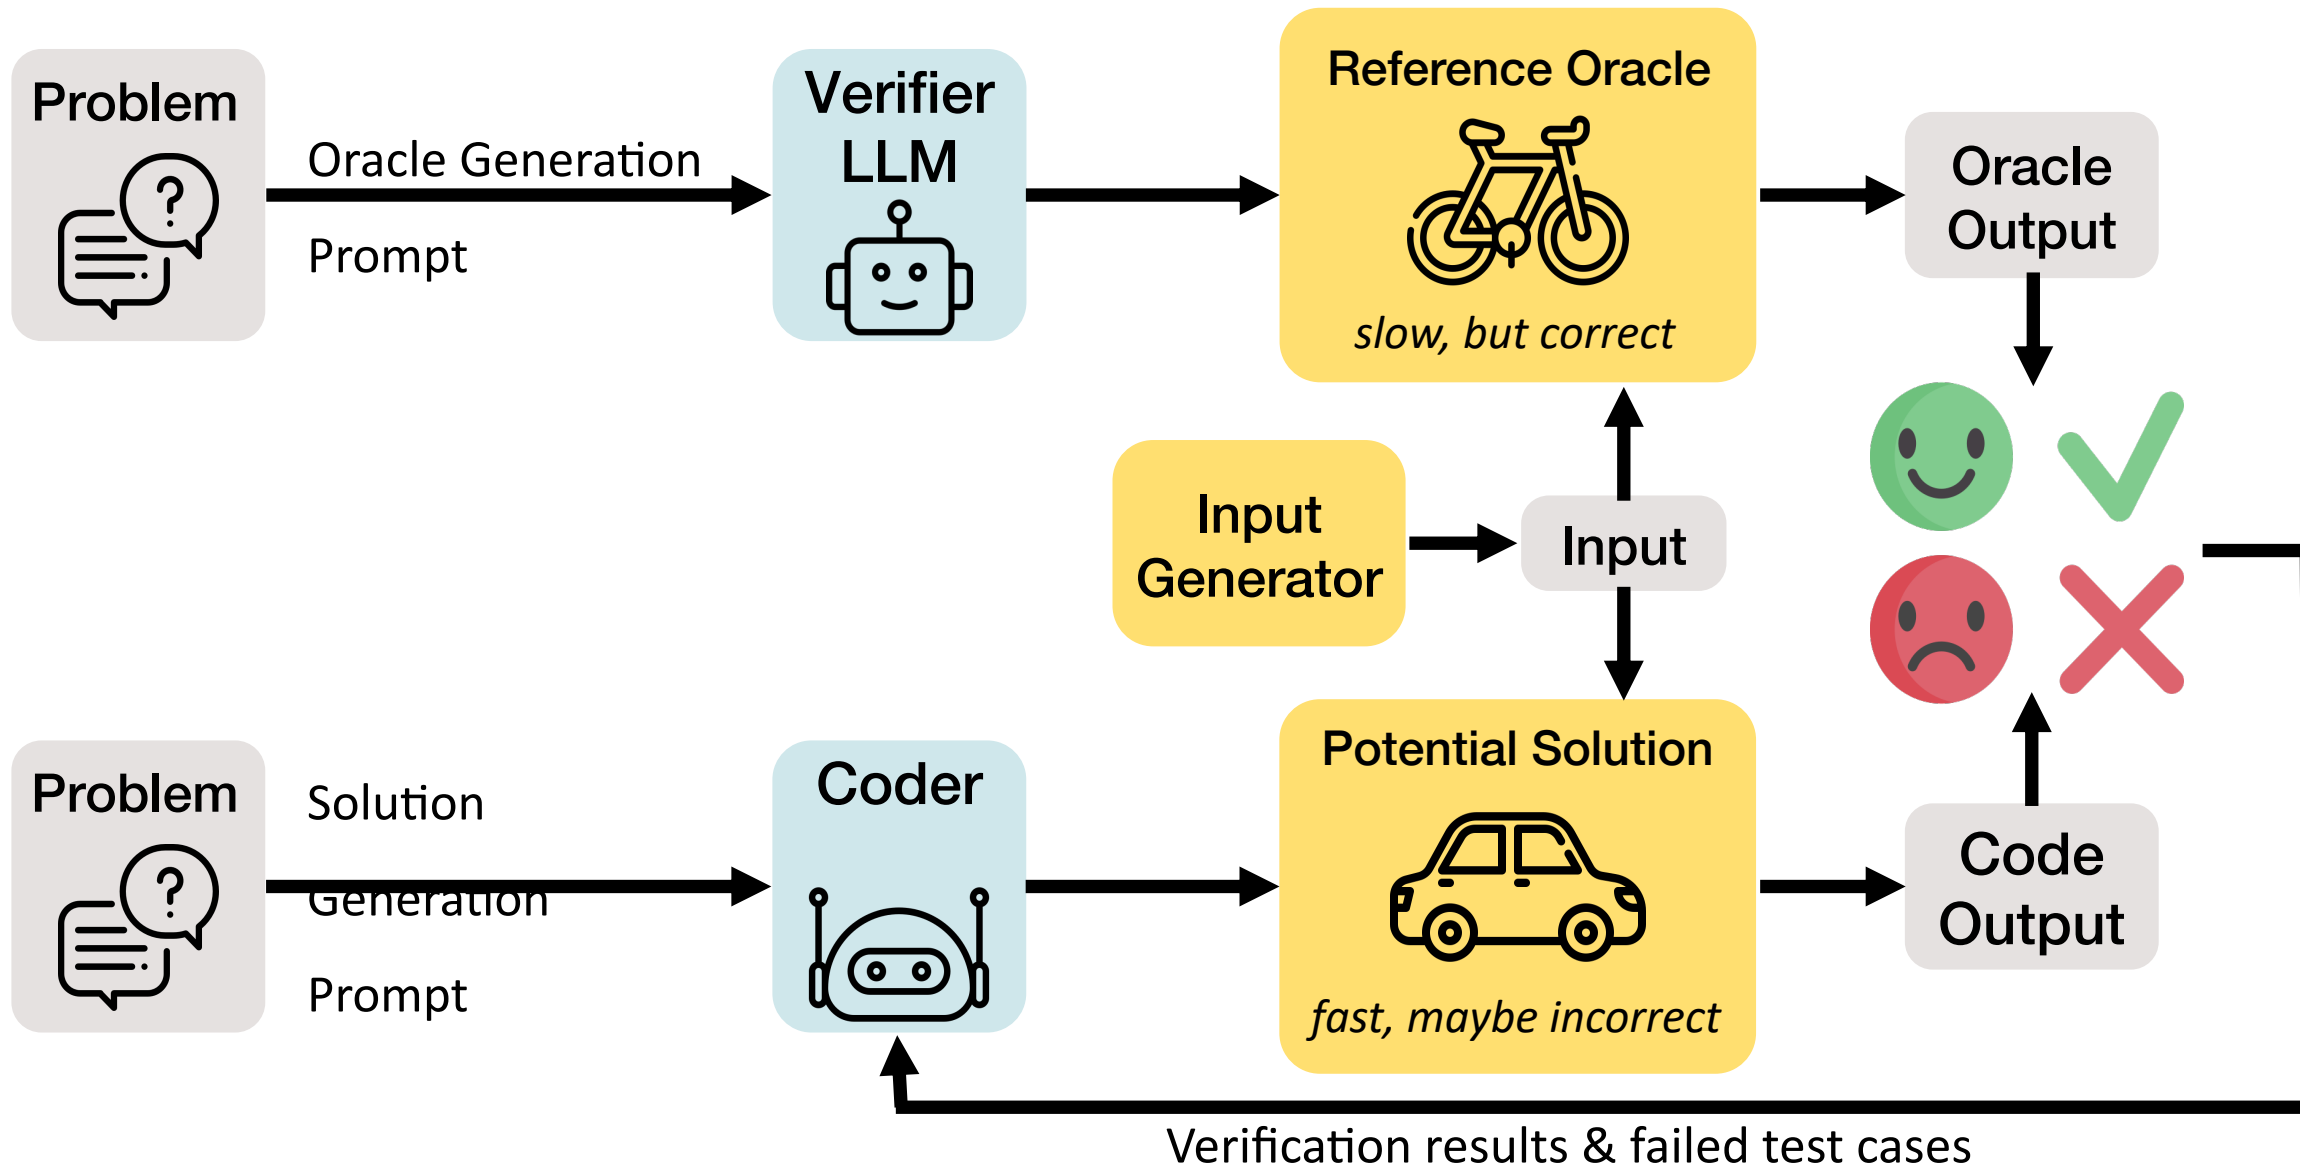 Problem
Oracle Generation
Prompt
Verifier
LLM
Reference Oracle
slow, but correct
Oracle
Output
Input
Generator
Input
Problem
Solution
Generation
Prompt
Coder
Potential Solution
fast, maybe incorrect
Code
Output
Verification results & failed test cases